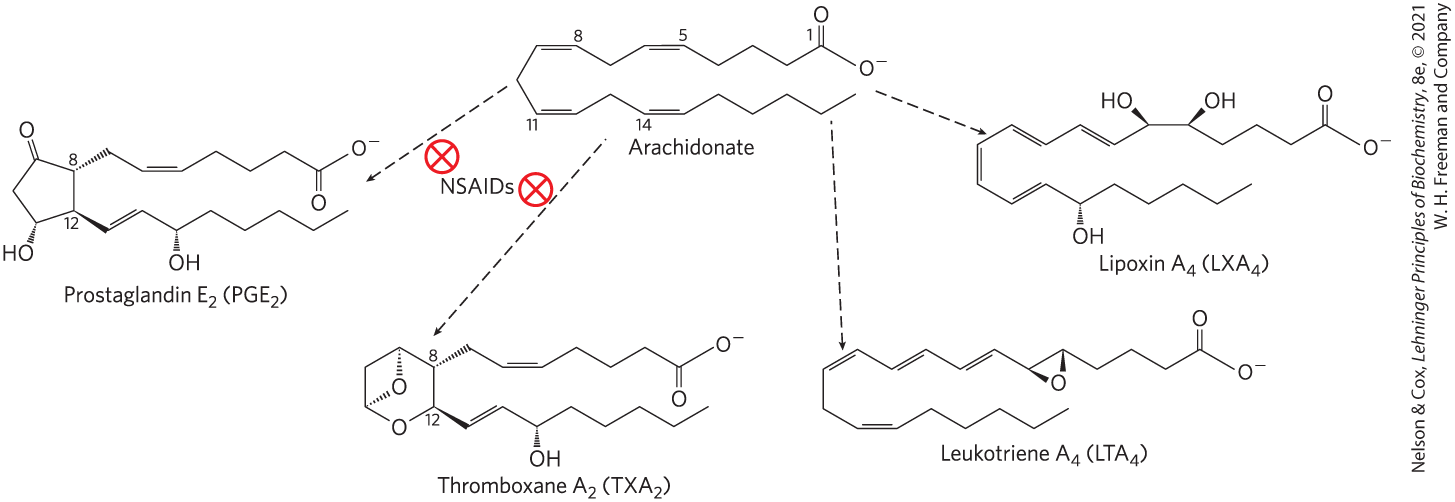 O
8
5
1
O⁻
11
14
Arachidonate
NSAIDs
O
8
O⁻
O
12
HO
OH
Prostaglandin E₂ (PGE₂)
HO
OH
O
O⁻
OH
Lipoxin A₄ (LXA₄)
8
O⁻
O
O
O
12
OH
Thromboxane A₂ (TXA₂)
O
O
O⁻
Leukotriene A₄ (LTA₄)
Nelson & Cox, Lehninger Principles of Biochemistry, 8e, © 2021
W. H. Freeman and Company